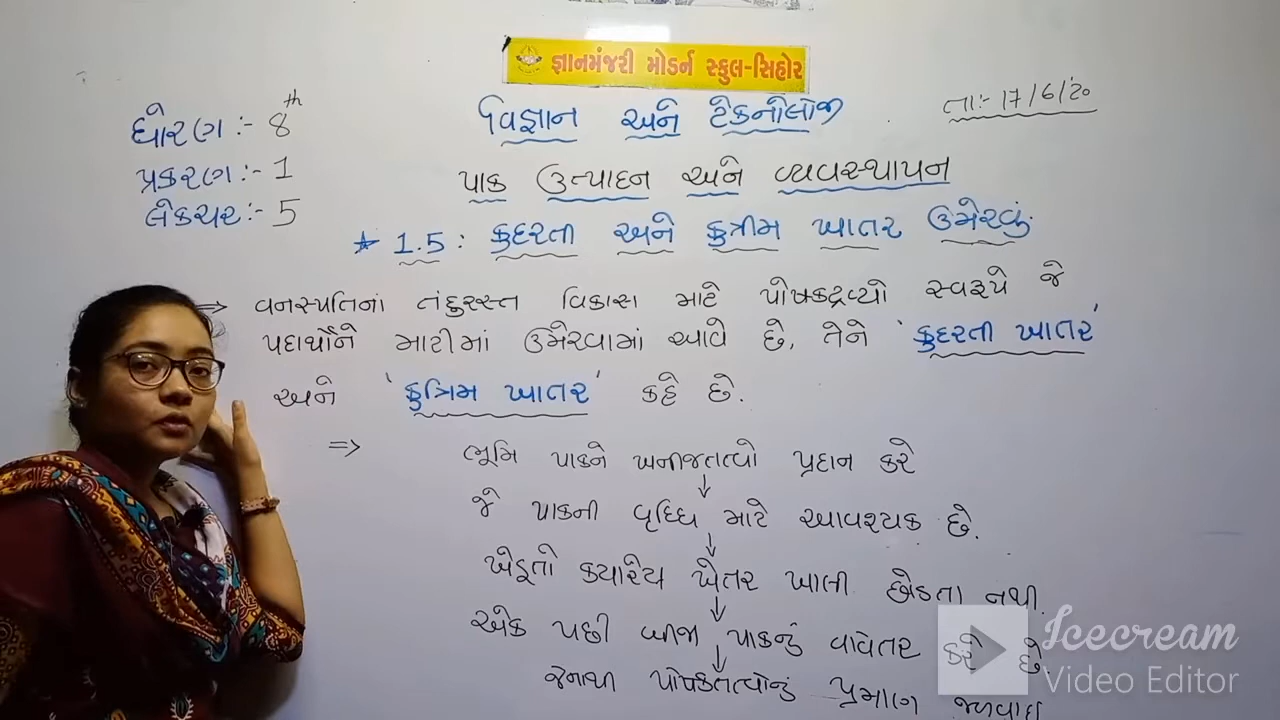 જ્ઞાનમંજરી મોડર્ન સ્કુલ-સિહોર
ધોરણ :- 8th
પ્રકરણ :- 1
લેકચર :- 5
વિજ્ઞાન અને ટેકનોલોજી
તા:- 17/6/20
પાક ઉત્પાદન અને વ્યવસ્થાપન
★ 1.5 : કુદરતી અને કુત્રીમ ખાતર ઉમેરવું.
⇒ વનસ્પતિનાં તંદુરસ્ત વિકાસ માટે પોષકદ્રવ્યો સ્વરૂપે જે
પદાર્થોને માટીમાં ઉમેરવામાં આવે છે, તેને 'કુદરતી ખાતર'
અને 'કુત્રિમ ખાતર' કહે છે.
⇒ ભૂમિ પાકને ખનીજતત્વો પ્રદાન કરે
↓
જે પાકની વૃધ્ધિ માટે આવશ્યક છે.
↓
ખેડૂતો ક્યારેય ખેતર ખાલી છોડતા નથી.
↓
એક પછી બીજા પાકનું વાવેતર કરે છે.
↓
જેનાથી પોષકતત્વોનું પ્રમાણ જળવાઈ
Icecream
Video Editor